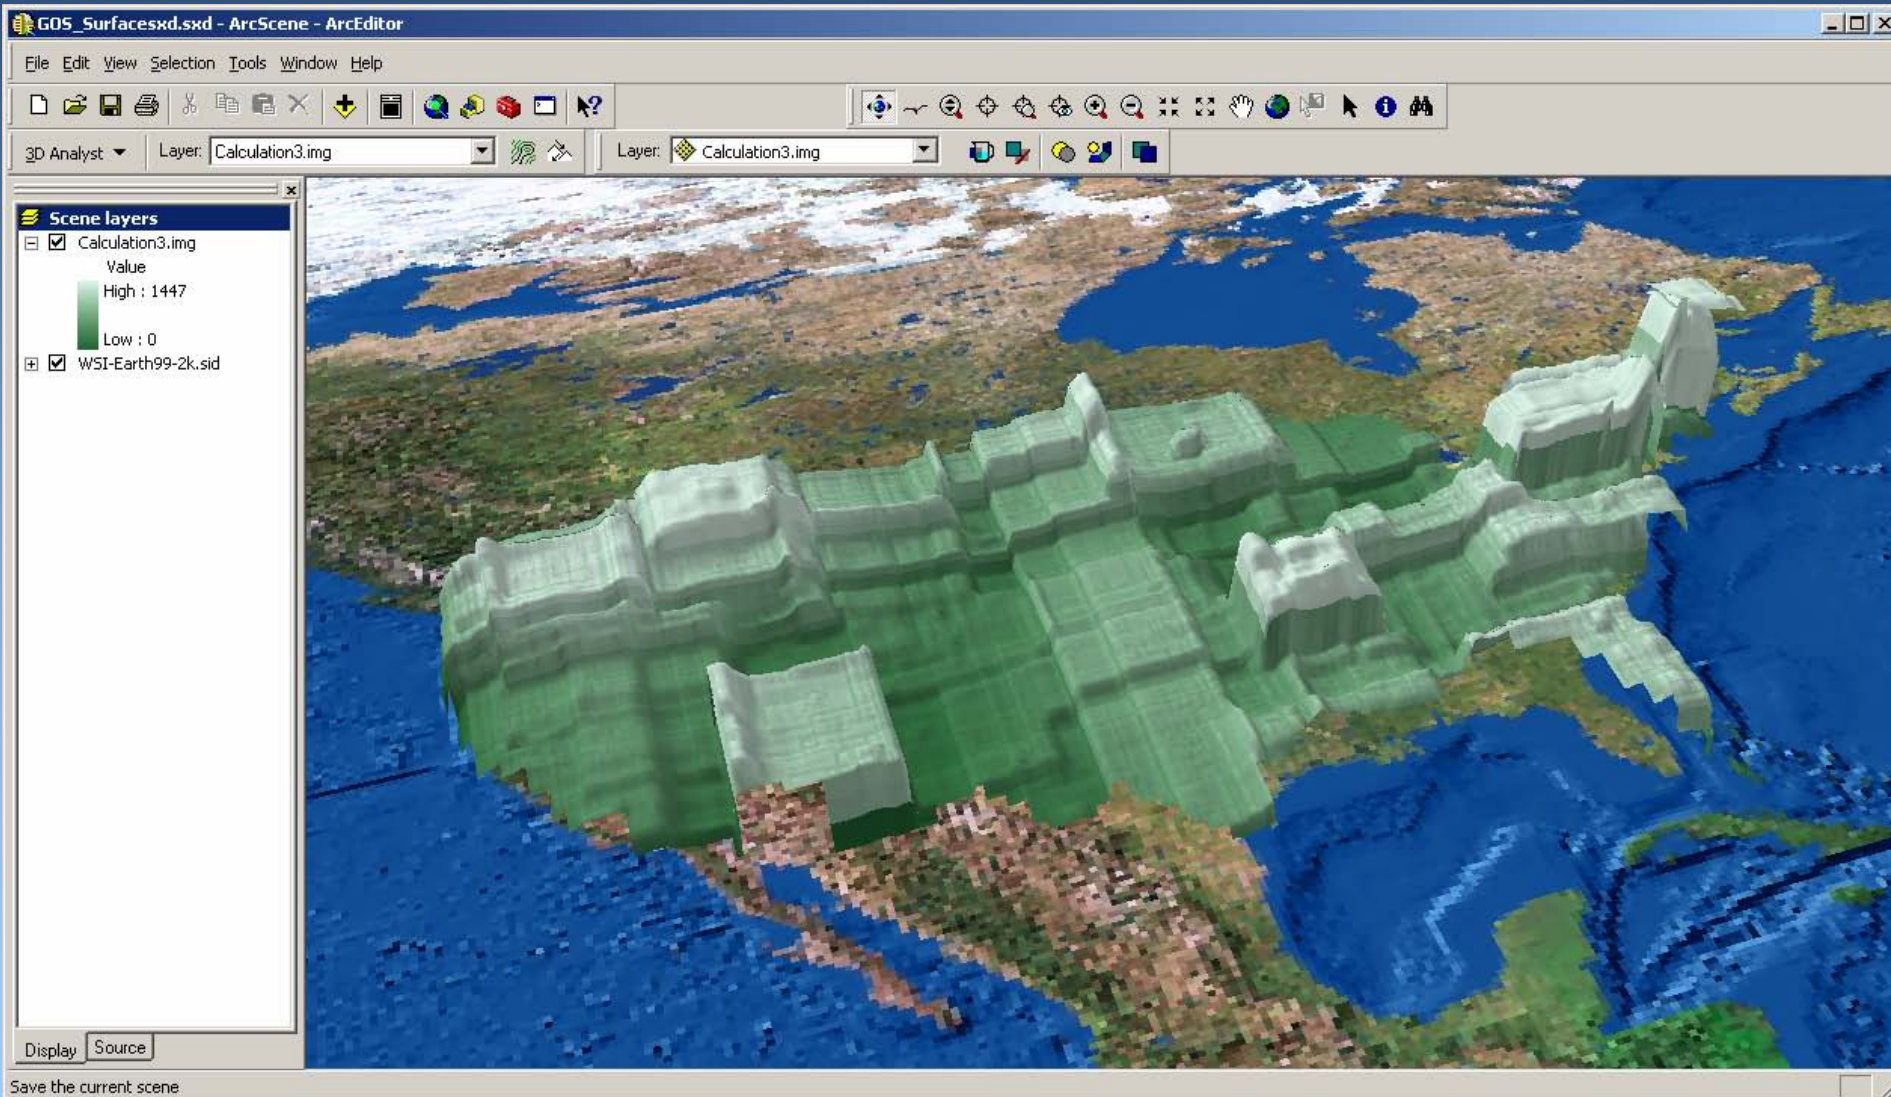 GOS_Surfacesxd.sxd - ArcScene - ArcEditor
File Edit View Selection Tools Window Help
3D Analyst Layer: Calculation3.img Layer: Calculation3.img
Scene layers
Calculation3.img
Value
High : 1447
Low : 0
WSI-Earth99-2k.sid
Display Source
Save the current scene